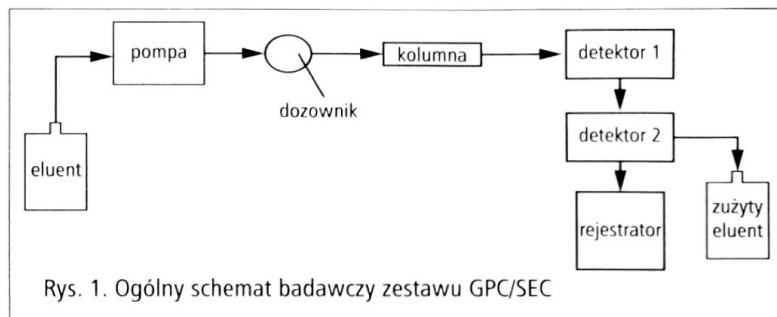 pompa
kolumna
detektor 1
dozownik
detektor 2
eluent
rejestrator
zużyty
eluent
Rys. 1. Ogólny schemat badawczy zestawu GPC/SEC